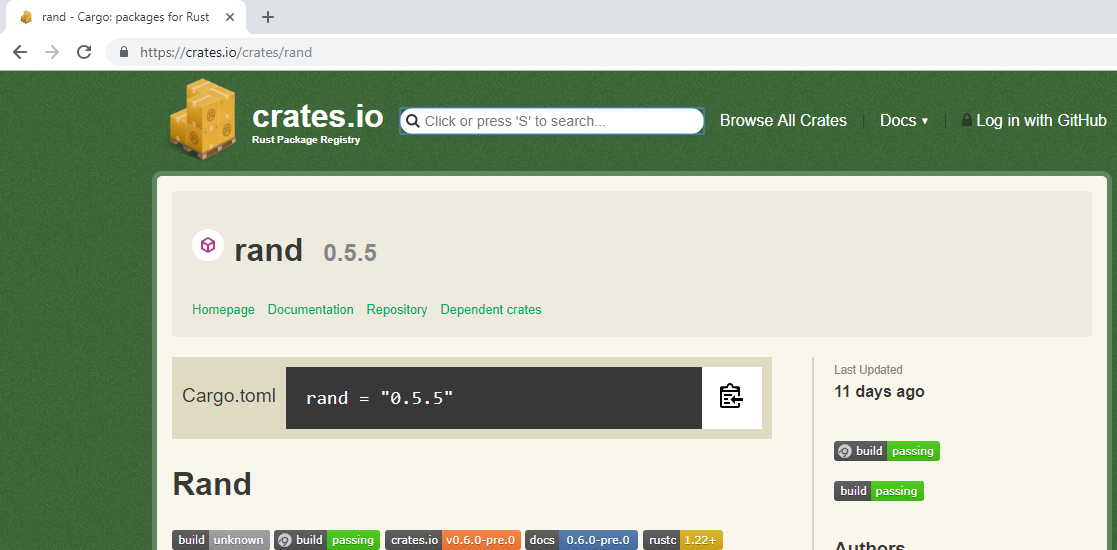 rand - Cargo: packages for Rust
https://crates.io/crates/rand
crates.io
Rust Package Registry
Click or press 'S' to search...
Browse All Crates
Docs ▾
Log in with GitHub
rand 0.5.5
Homepage Documentation Repository Dependent crates
Cargo.toml
rand = "0.5.5"
Last Updated
11 days ago
build passing
build passing
Rand
build unknown build passing crates.io v0.6.0-pre.0 docs 0.6.0-pre.0 rustc 1.22+
Authors